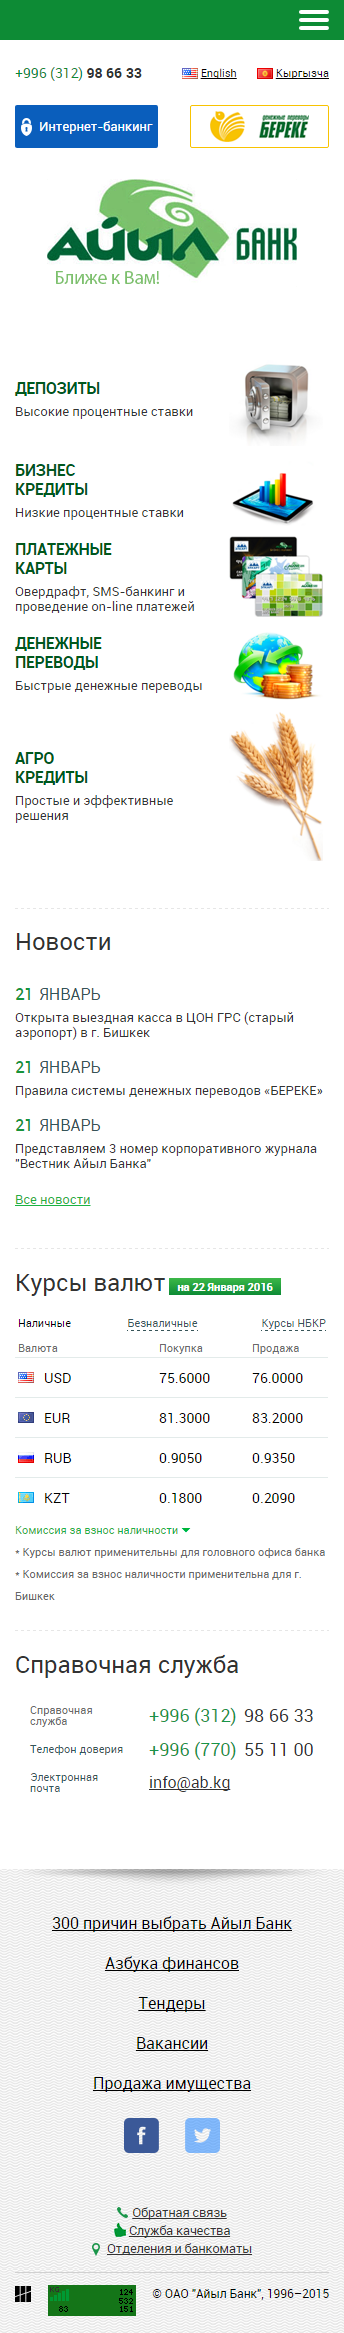 +996 (312) 98 66 33
English
Кыргызча
Интернет-банкинг
денежные переводы
БЕРЕКЕ
АЙЫЛ БАНК
Ближе к Вам!
ДЕПОЗИТЫ
Высокие процентные ставки
БИЗНЕС
КРЕДИТЫ
Низкие процентные ставки
ПЛАТЕЖНЫЕ
КАРТЫ
Овердрафт, SMS-банкинг и
проведение on-line платежей
ДЕНЕЖНЫЕ
ПЕРЕВОДЫ
Быстрые денежные переводы
АГРО
КРЕДИТЫ
Простые и эффективные
решения
Новости
21 ЯНВАРЬ
Открыта выездная касса в ЦОН ГРС (старый
аэропорт) в г. Бишкек
21 ЯНВАРЬ
Правила системы денежных переводов «БЕРЕКЕ»
21 ЯНВАРЬ
Представляем 3 номер корпоративного журнала
"Вестник Айыл Банка"
Все новости
Курсы валют на 22 Января 2016
Наличные Безналичные Курсы НБКР
Валюта Покупка Продажа
USD 75.6000 76.0000
EUR 81.3000 83.2000
RUB 0.9050 0.9350
KZT 0.1800 0.2090
Комиссия за взнос наличности
* Курсы валют применительны для головного офиса банка
* Комиссия за взнос наличности применительна для г.
Бишкек
Справочная служба
Справочная
служба
+996 (312) 98 66 33
Телефон доверия +996 (770) 55 11 00
Электронная
почта
info@ab.kg
300 причин выбрать Айыл Банк
Азбука финансов
Тендеры
Вакансии
Продажа имущества
f
Обратная связь
Служба качества
Отделения и банкоматы
124
532
63 151
© ОАО "Айыл Банк", 1996–2015